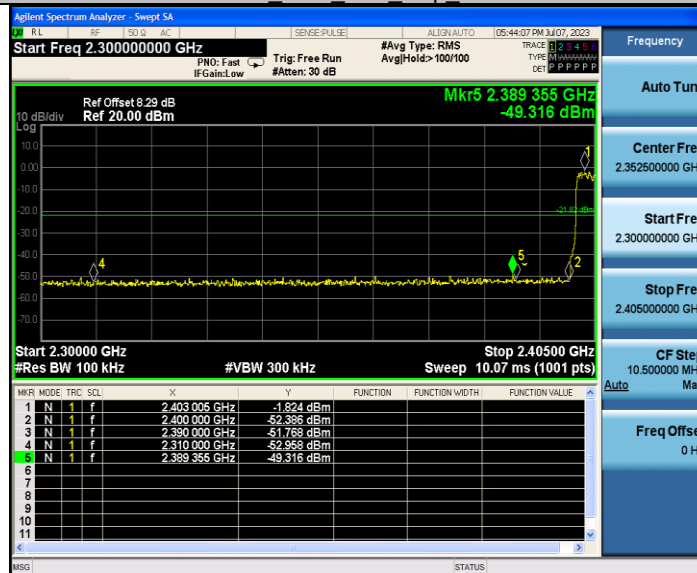 Agilent Spectrum Analyzer - Swept SA
RL RF 50 Ω AC SENSE:PULSE ALIGN AUTO 05:44:07 PM Jul 07, 2023
Start Freq 2.300000000 GHz
#Avg Type: RMS
TRACE 1 2 3 4 5 6
PNO: Fast
Trig: Free Run
Avg|Hold:>100/100
TYPE M
IFGain:Low
#Atten: 30 dB
DET P P P P P P
Ref Offset 8.29 dB
Mkr5 2.389 355 GHz
10 dB/div Ref 20.00 dBm
-49.316 dBm
Log
10.0
0.00
-10.0
-20.0
-21.82 dBm
-30.0
-40.0
-50.0
-60.0
-70.0
1
4
5
2
Start 2.30000 GHz Stop 2.40500 GHz
#Res BW 100 kHz #VBW 300 kHz Sweep 10.07 ms (1001 pts)
MKR MODE TRC SCL X Y FUNCTION FUNCTION WIDTH FUNCTION VALUE
1 N 1 f 2.403 005 GHz -1.824 dBm
2 N 1 f 2.400 000 GHz -52.386 dBm
3 N 1 f 2.390 000 GHz -51.768 dBm
4 N 1 f 2.310 000 GHz -52.958 dBm
5 N 1 f 2.389 355 GHz -49.316 dBm
6
7
8
9
10
11
MSG STATUS
Frequency
Auto Tun
Center Fre
2.352500000 GH
Start Fre
2.300000000 GH
Stop Fre
2.405000000 GH
CF Ste
10.500000 MH
Auto Ma
Freq Offse
0 H